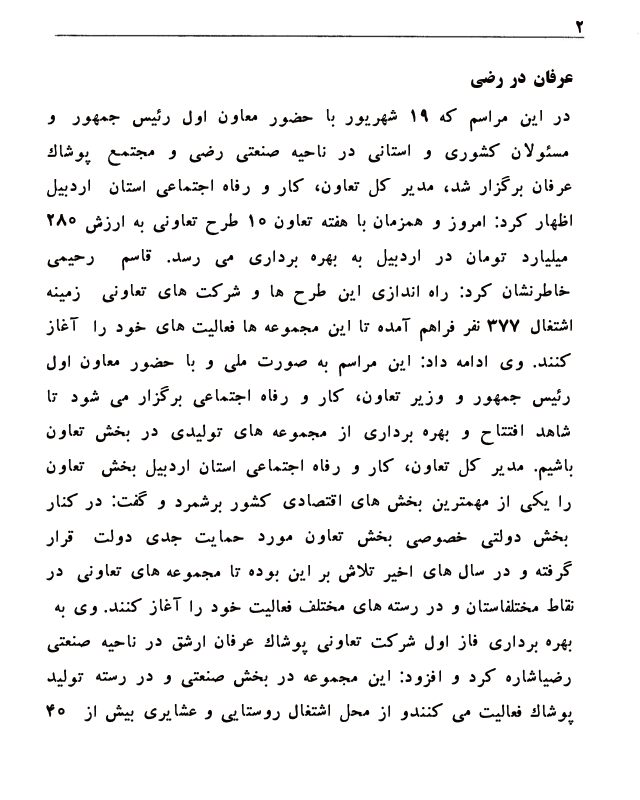 ۲
عرفان در رضی
در این مراسم که ۱۹ شهریور با حضور معاون اول رئیس جمهور و
مسئولان کشوری و استانی در ناحیه صنعتی رضی و مجتمع پوشاك
عرفان برگزار شد، مدیر کل تعاون، کار و رفاه اجتماعی استان اردبیل
اظهار کرد: امروز و همزمان با هفته تعاون ۱۰ طرح تعاونی به ارزش ۲۸۰
میلیارد تومان در اردبیل به بهره برداری می رسد. قاسم رحیمی
خاطرنشان کرد: راه اندازی این طرح ها و شرکت های تعاونی زمینه
اشتغال ۳۷۷ نفر فراهم آمده تا این مجموعه ها فعالیت های خود را آغاز
کنند. وی ادامه داد: این مراسم به صورت ملی و با حضور معاون اول
رئیس جمهور و وزیر تعاون، کار و رفاه اجتماعی برگزار می شود تا
شاهد افتتاح و بهره برداری از مجموعه های تولیدی در بخش تعاون
باشیم. مدیر کل تعاون، کار و رفاه اجتماعی استان اردبیل بخش تعاون
را یکی از مهمترین بخش های اقتصادی کشور برشمرد و گفت: در کنار
بخش دولتی خصوصی بخش تعاون مورد حمایت جدی دولت قرار
گرفته و در سال های اخیر تلاش بر این بوده تا مجموعه های تعاونی در
نقاط مختلفاستان و در رسته های مختلف فعالیت خود را آغاز کنند. وی به
بهره برداری فاز اول شرکت تعاونی پوشاك عرفان ارشق در ناحیه صنعتی
رضیاشاره کرد و افزود: این مجموعه در بخش صنعتی و در رسته تولید
پوشاك فعالیت می کنندو از محل اشتغال روستایی و عشایری بیش از ۴۰